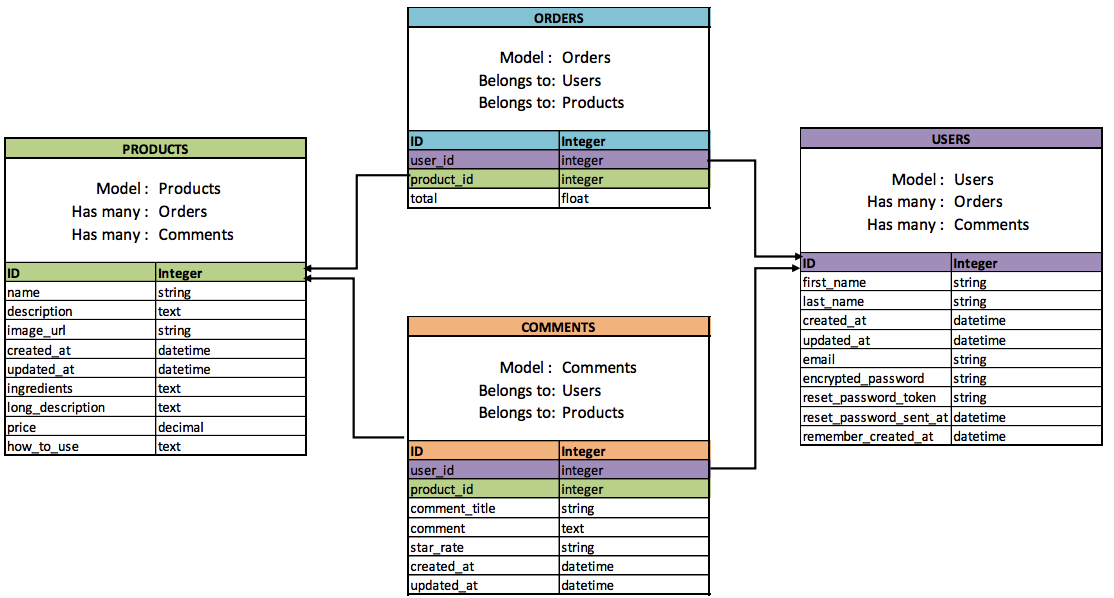 ORDERS
Model : Orders
Belongs to: Users
Belongs to: Products
ID Integer
user_id integer
product_id integer
total float
PRODUCTS
Model : Products
Has many : Orders
Has many : Comments
ID Integer
name string
description text
image_url string
created_at datetime
updated_at datetime
ingredients text
long_description text
price decimal
how_to_use text
USERS
Model : Users
Has many : Orders
Has many : Comments
ID Integer
first_name string
last_name string
created_at datetime
updated_at datetime
email string
encrypted_password string
reset_password_token string
reset_password_sent_at datetime
remember_created_at datetime
COMMENTS
Model : Comments
Belongs to: Users
Belongs to: Products
ID Integer
user_id integer
product_id integer
comment_title string
comment text
star_rate string
created_at datetime
updated_at datetime